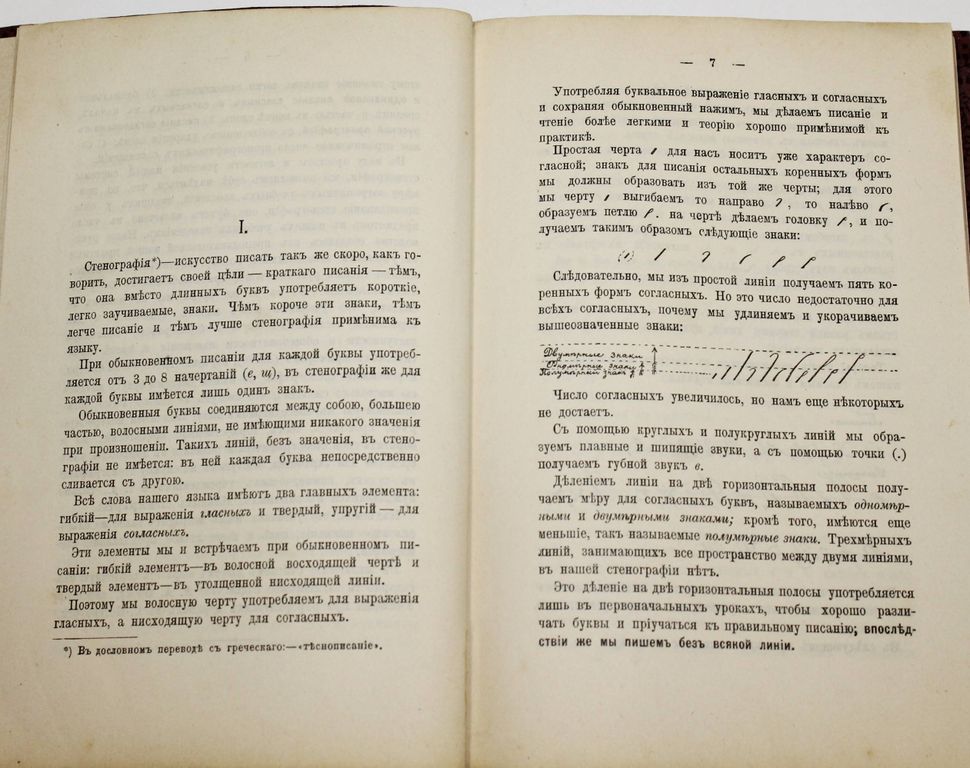 I.
Стенографія*)—искусство писать такъ же скоро, какъ го-
ворить, достигаетъ своей цѣли — краткаго писанія — тѣмъ,
что она вмѣсто длинныхъ буквъ употребляетъ короткіе,
легко заучиваемые, знаки. Чѣмъ короче эти знаки, тѣмъ
легче писаніе и тѣмъ лучше стенографія примѣнима къ
языку.
При обыкновенномъ писаніи для каждой буквы употреб-
ляется отъ 3 до 8 начертаній (е, щ), въ стенографіи же для
каждой буквы имѣется лишь одинъ знакъ.
Обыкновенныя буквы соединяются между собою, большею
частью, волосными линіями, не имѣющими никакого значенія
при произношеніи. Такихъ линій, безъ значенія, въ стено-
графіи не имѣется: въ ней каждая буква непосредственно
сливается съ другою.
Всѣ слова нашего языка имѣютъ два главныхъ элемента:
гибкій—для выраженія гласныхъ и твердый, упругій — для
выраженія согласныхъ.
Эти элементы мы и встрѣчаемъ при обыкновенномъ пи-
саніи: гибкій элементъ—въ волосной восходящей чертѣ и
твердый элементъ—въ утолщенной нисходящей линіи.
Поэтому мы волосную черту употребляемъ для выраженія
гласныхъ, а нисходящую черту для согласныхъ.
*) Въ дословномъ переводѣ съ греческаго:—«тѣснописаніе».
— 7 —
Употребляя буквальное выраженіе гласныхъ и согласныхъ
и сохраняя обыкновенный нажимъ, мы дѣлаемъ писаніе и
чтеніе болѣе легкими и теорію хорошо примѣнимой къ
практикѣ.
Простая черта для насъ носитъ уже характеръ со-
гласной; знакъ для писанія остальныхъ коренныхъ формъ
мы должны образовать изъ той же черты; для этого
мы черту выгибаемъ то направо , то налѣво ,
образуемъ петлю . на чертѣ дѣлаемъ головку , и по-
лучаемъ такимъ образомъ слѣдующіе знаки:
Слѣдовательно, мы изъ простой линіи получаемъ пять ко-
ренныхъ формъ согласныхъ. Но это число недостаточно для
всѣхъ согласныхъ, почему мы удлиняемъ и укорачиваемъ
вышеозначенные знаки:
Двумѣрные знаки
Одномѣрные знаки
Полумѣрные знаки
Число согласныхъ увеличилось, но намъ еще нѣкоторыхъ
не достаетъ.
Съ помощью круглыхъ и полукруглыхъ линій мы обра-
зуемъ плавные и шипящіе звуки, а съ помощью точки (.)
получаемъ губной звукъ в.
Дѣленіемъ линіи на двѣ горизонтальныя полосы полу-
чаемъ мѣру для согласныхъ буквъ, называемыхъ одномѣр-
ными и двумѣрными знаками; кромѣ того, имѣются еще
меньшіе, такъ называемые полумѣрные знаки. Трехмѣрныхъ
линій, занимающихъ все пространство между двумя линіями,
въ нашей стенографіи нѣтъ.
Это дѣленіе на двѣ горизонтальныя полосы употребляется
лишь въ первоначальныхъ урокахъ, чтобы хорошо разли-
чать буквы и пріучаться къ правильному писанію; впослѣд-
ствіи же мы пишемъ безъ всякой линіи.